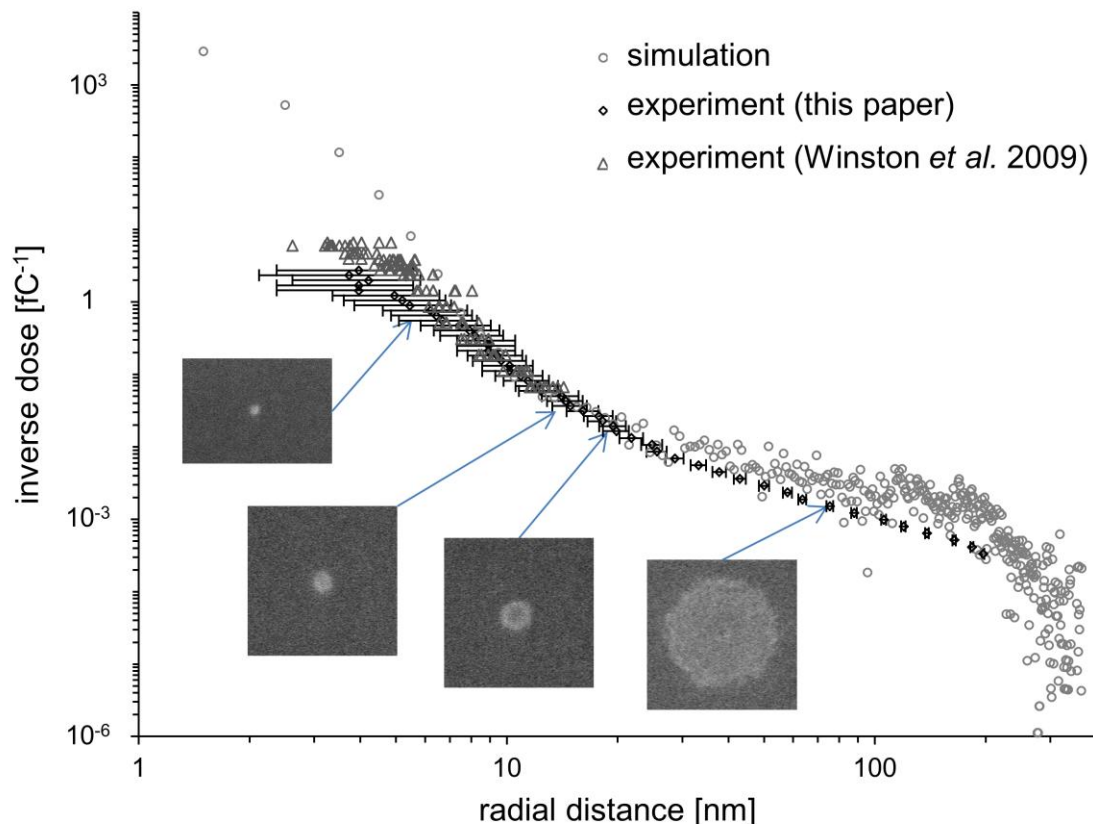 simulation
experiment (this paper)
experiment (Winston et al. 2009)
10³
1
10⁻³
10⁻⁶
inverse dose [fC⁻¹]
1
10
100
radial distance [nm]